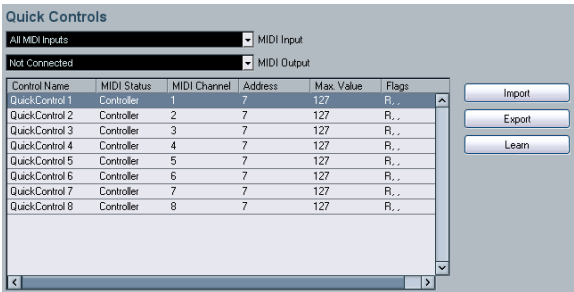 Quick Controls
All MIDI Inputs MIDI Input
Not Connected MIDI Output
Control Name MIDI Status MIDI Channel Address Max. Value Flags
QuickControl 1 Controller 1 7 127 R, ,
QuickControl 2 Controller 2 7 127 R, ,
QuickControl 3 Controller 3 7 127 R, ,
QuickControl 4 Controller 4 7 127 R, ,
QuickControl 5 Controller 5 7 127 R, ,
QuickControl 6 Controller 6 7 127 R, ,
QuickControl 7 Controller 7 7 127 R, ,
QuickControl 8 Controller 8 7 127 R, ,
Import
Export
Learn